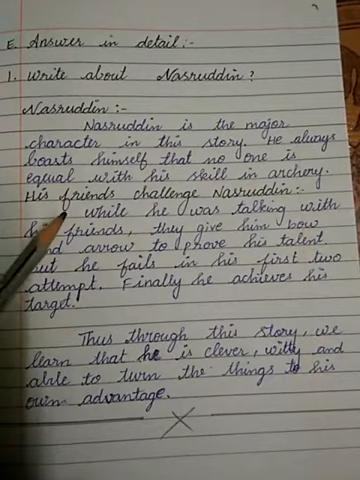 E. Answer in detail:-
1. Write about Nasruddin?
Nasruddin :-
Nasruddin is the major
character in this story. He always
boasts himself that no one is
equal with his skill in archery.
His friends challenge Nasruddin:-
While he was talking with
his friends, they give him bow
and arrow to prove his talent.
but he fails in his first two
attempt. Finally he achieves his
target.
Thus through this story, we
learn that he is clever, witty and
able to turn the things to his
own advantage.